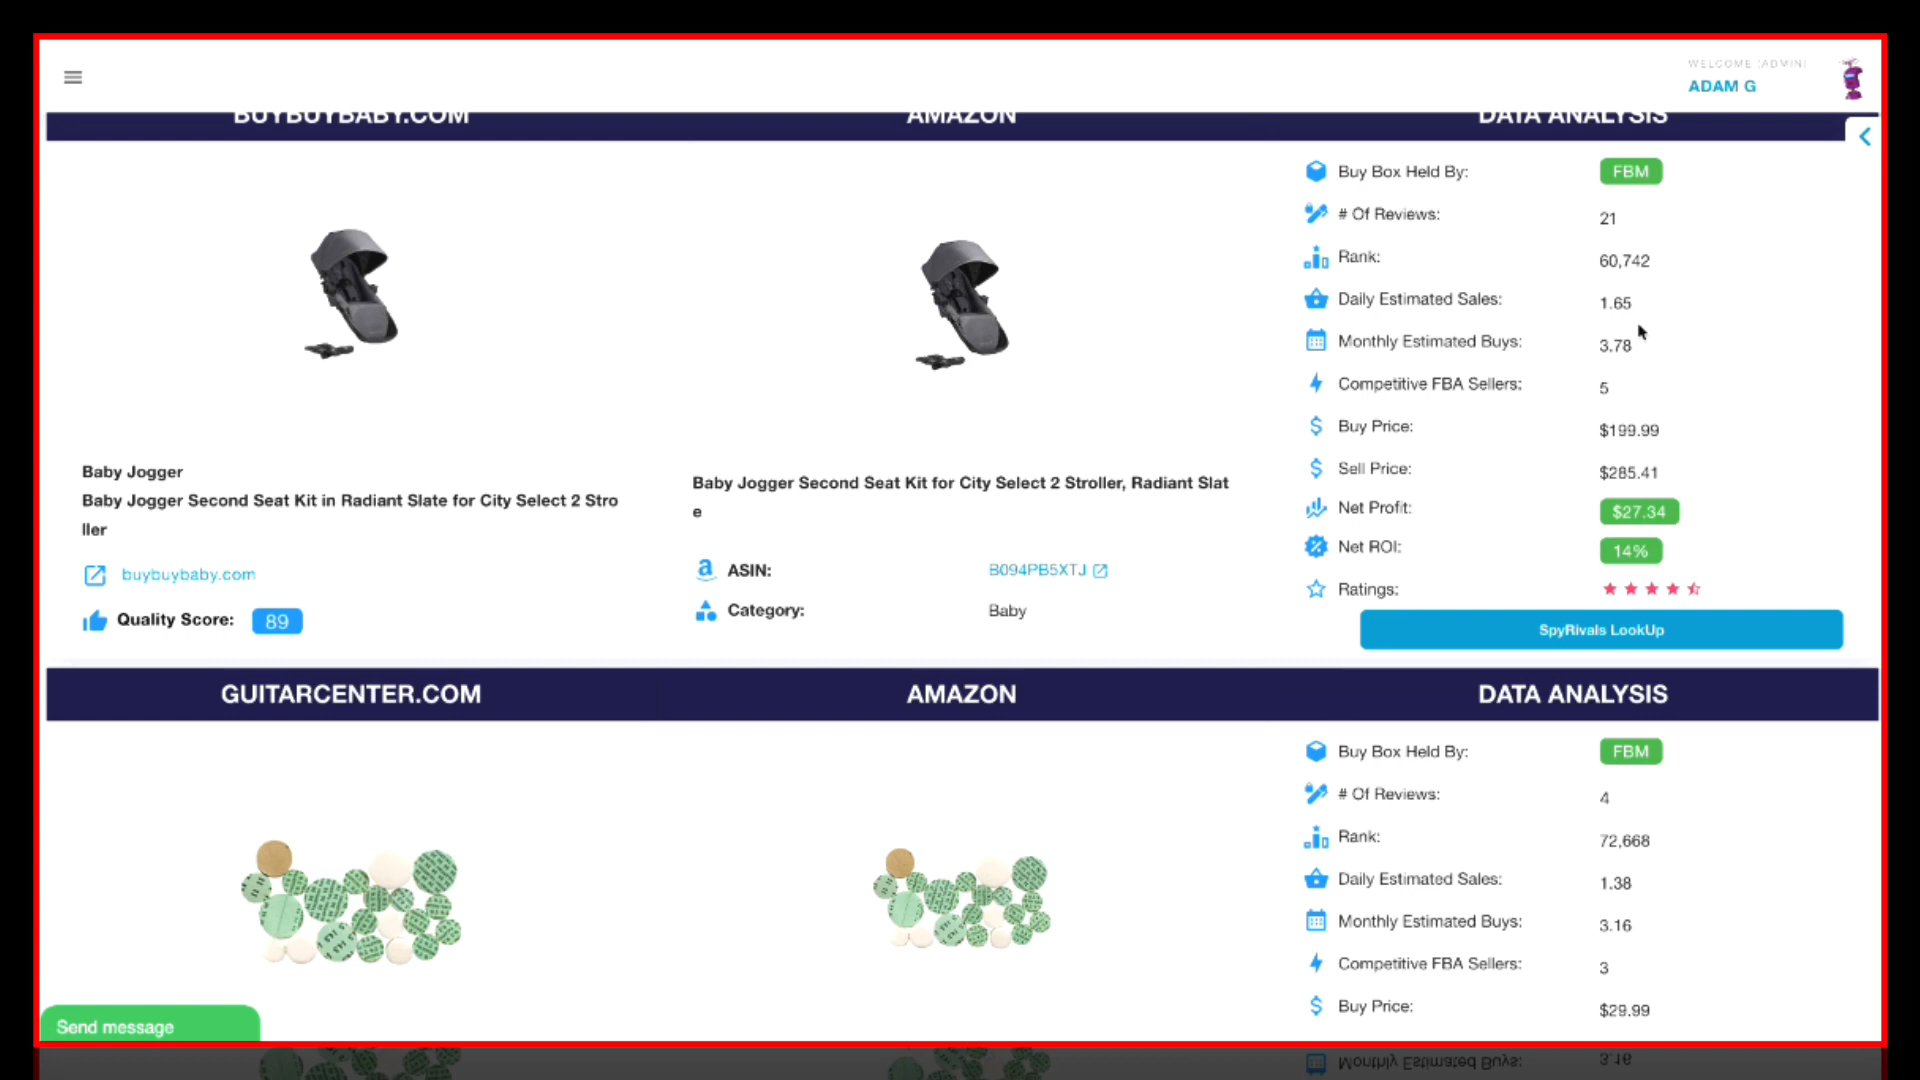 WELCOME (ADMIN)
ADAM G
BUYBUYBABY.COM
AMAZON
DATA ANALYSIS
Buy Box Held By:
FBM
# Of Reviews:
21
Rank:
60,742
Daily Estimated Sales:
1.65
Monthly Estimated Buys:
3.78
Competitive FBA Sellers:
5
Buy Price:
$199.99
Sell Price:
$285.41
Net Profit:
$27.34
Net ROI:
14%
Ratings:
SpyRivals LookUp
Baby Jogger
Baby Jogger Second Seat Kit in Radiant Slate for City Select 2 Stro
ller
buybuybaby.com
Quality Score:
89
Baby Jogger Second Seat Kit for City Select 2 Stroller, Radiant Slat
e
ASIN:
B094PB5XTJ
Category:
Baby
GUITARCENTER.COM
AMAZON
DATA ANALYSIS
Buy Box Held By:
FBM
# Of Reviews:
4
Rank:
72,668
Daily Estimated Sales:
1.38
Monthly Estimated Buys:
3.16
Competitive FBA Sellers:
3
Buy Price:
$29.99
Send message
Monthly Estimated Buys:
3.16